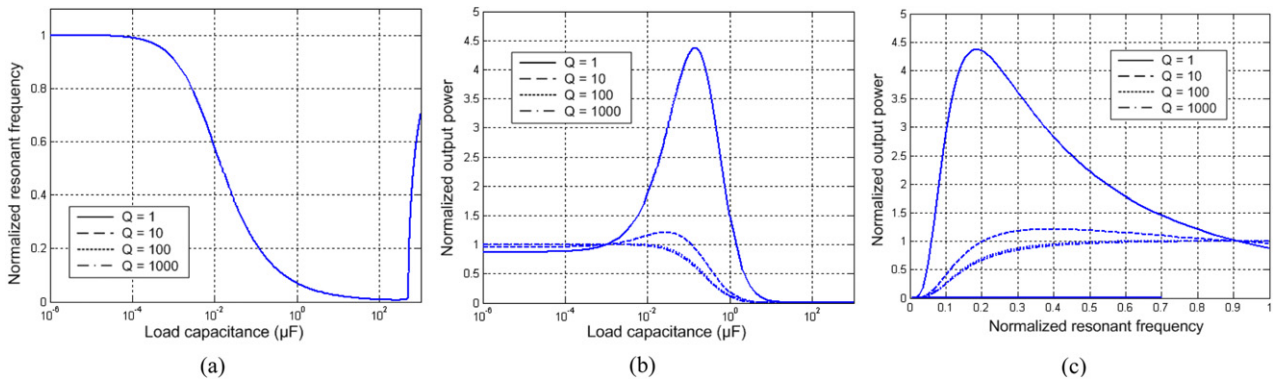 Normalized resonant frequency
1
0.8
0.6
0.4
0.2
0
Q = 1
Q = 10
Q = 100
Q = 1000
10^-6
10^-4
10^-2
10^0
10^2
Load capacitance (µF)
(a)
Normalized output power
5
4.5
4
3.5
3
2.5
2
1.5
1
0.5
0
Q = 1
Q = 10
Q = 100
Q = 1000
10^-6
10^-4
10^-2
10^0
10^2
Load capacitance (µF)
(b)
Normalized output power
5
4.5
4
3.5
3
2.5
2
1.5
1
0.5
0
Q = 1
Q = 10
Q = 100
Q = 1000
0 0.1 0.2 0.3 0.4 0.5 0.6 0.7 0.8 0.9 1
Normalized resonant frequency
(c)